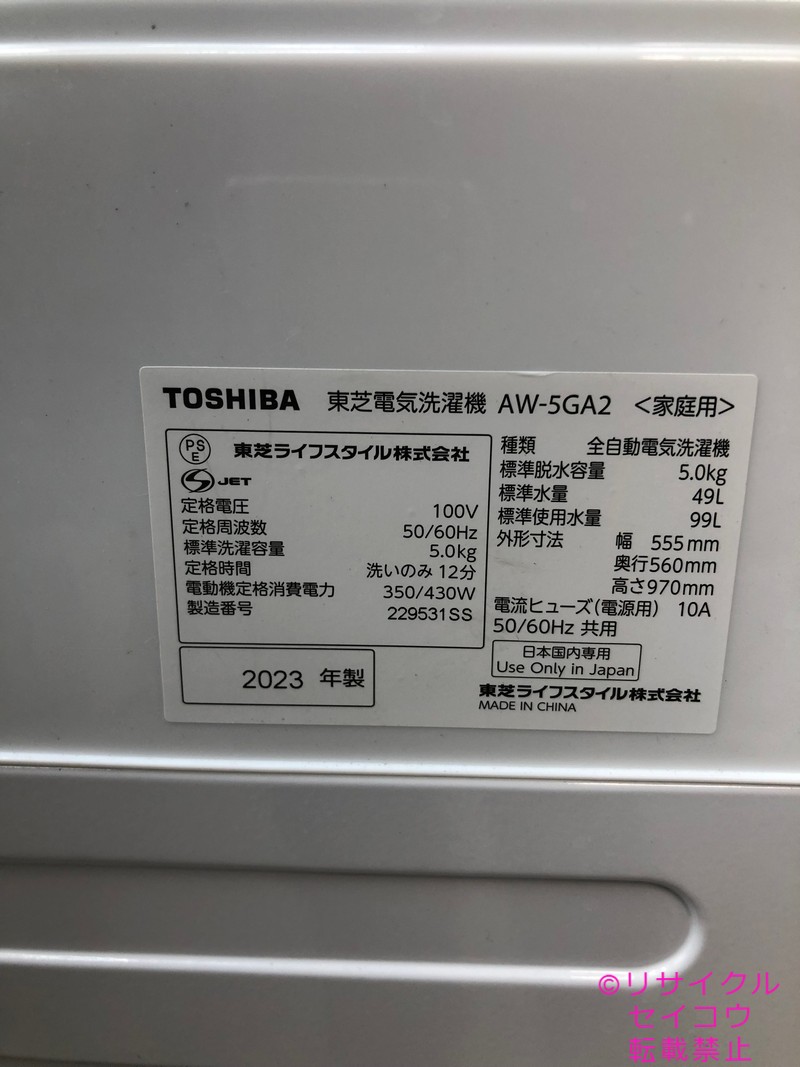 TOSHIBA 東芝電気洗濯機 AW-5GA2 <家庭用>
PS
E
東芝ライフスタイル株式会社
S JET
定格電圧 100V
定格周波数 50/60Hz
標準洗濯容量 5.0kg
定格時間 洗いのみ 12分
電動機定格消費電力 350/430W
製造番号 229531SS
2023 年製
種類 全自動電気洗濯機
標準脱水容量 5.0kg
標準水量 49L
標準使用水量 99L
外形寸法 幅 555mm
奥行560mm
高さ970mm
電流ヒューズ(電源用) 10A
50/60Hz 共用
日本国内専用
Use Only in Japan
東芝ライフスタイル株式会社
MADE IN CHINA
©リサイクル
セイコウ
転載禁止